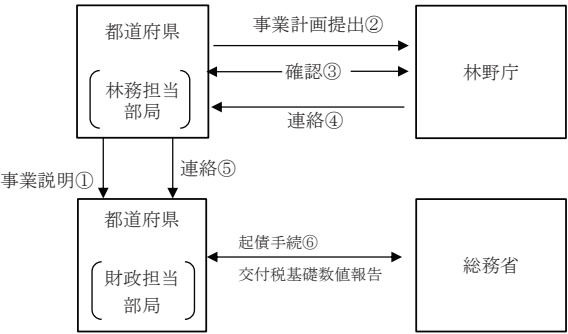 都道府県
林務担当
部局
事業計画提出②
確認③
連絡④
林野庁
事業説明①
連絡⑤
都道府県
財政担当
部局
起債手続⑥
交付税基礎数値報告
総務省